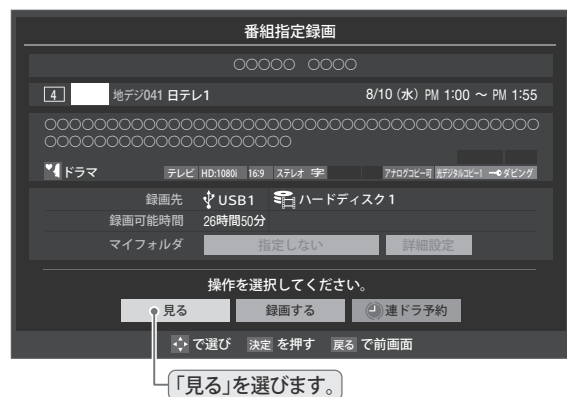 番組指定録画
○○○○○ ○○○○
4 地デジ041 日テレ1 8/10 (水) PM 1:00 ～ PM 1:55
○○○○○○○○○○○○○○○○○○○○○○○○○○○○○○○○○○○○○○○
○○○○○○○○○○○○○○○○○○○○
ドラマ テレビ HD:1080i 16:9 ステレオ 字 アナログコピー可 光デジタルコピー1 ダビング
録画先 USB1 ハードディスク1
録画可能時間 26時間50分
マイフォルダ 指定しない 詳細設定
操作を選択してください。
見る 録画する 連ドラ予約
で選び 決定 を押す 戻る で前画面
「見る」を選びます。